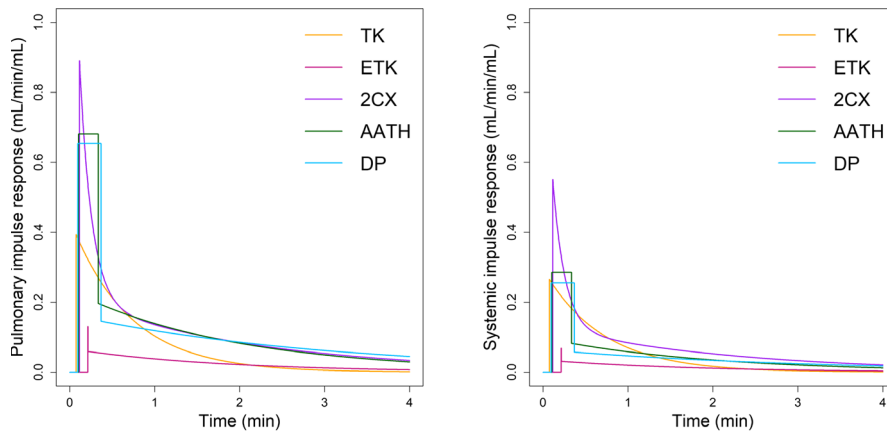 Pulmonary impulse response (mL/min/mL)
1.0
0.8
0.6
0.4
0.2
0.0
TK
ETK
2CX
AATH
DP
0 1 2 3 4
Time (min)
Systemic impulse response (mL/min/mL)
1.0
0.8
0.6
0.4
0.2
0.0
TK
ETK
2CX
AATH
DP
0 1 2 3 4
Time (min)